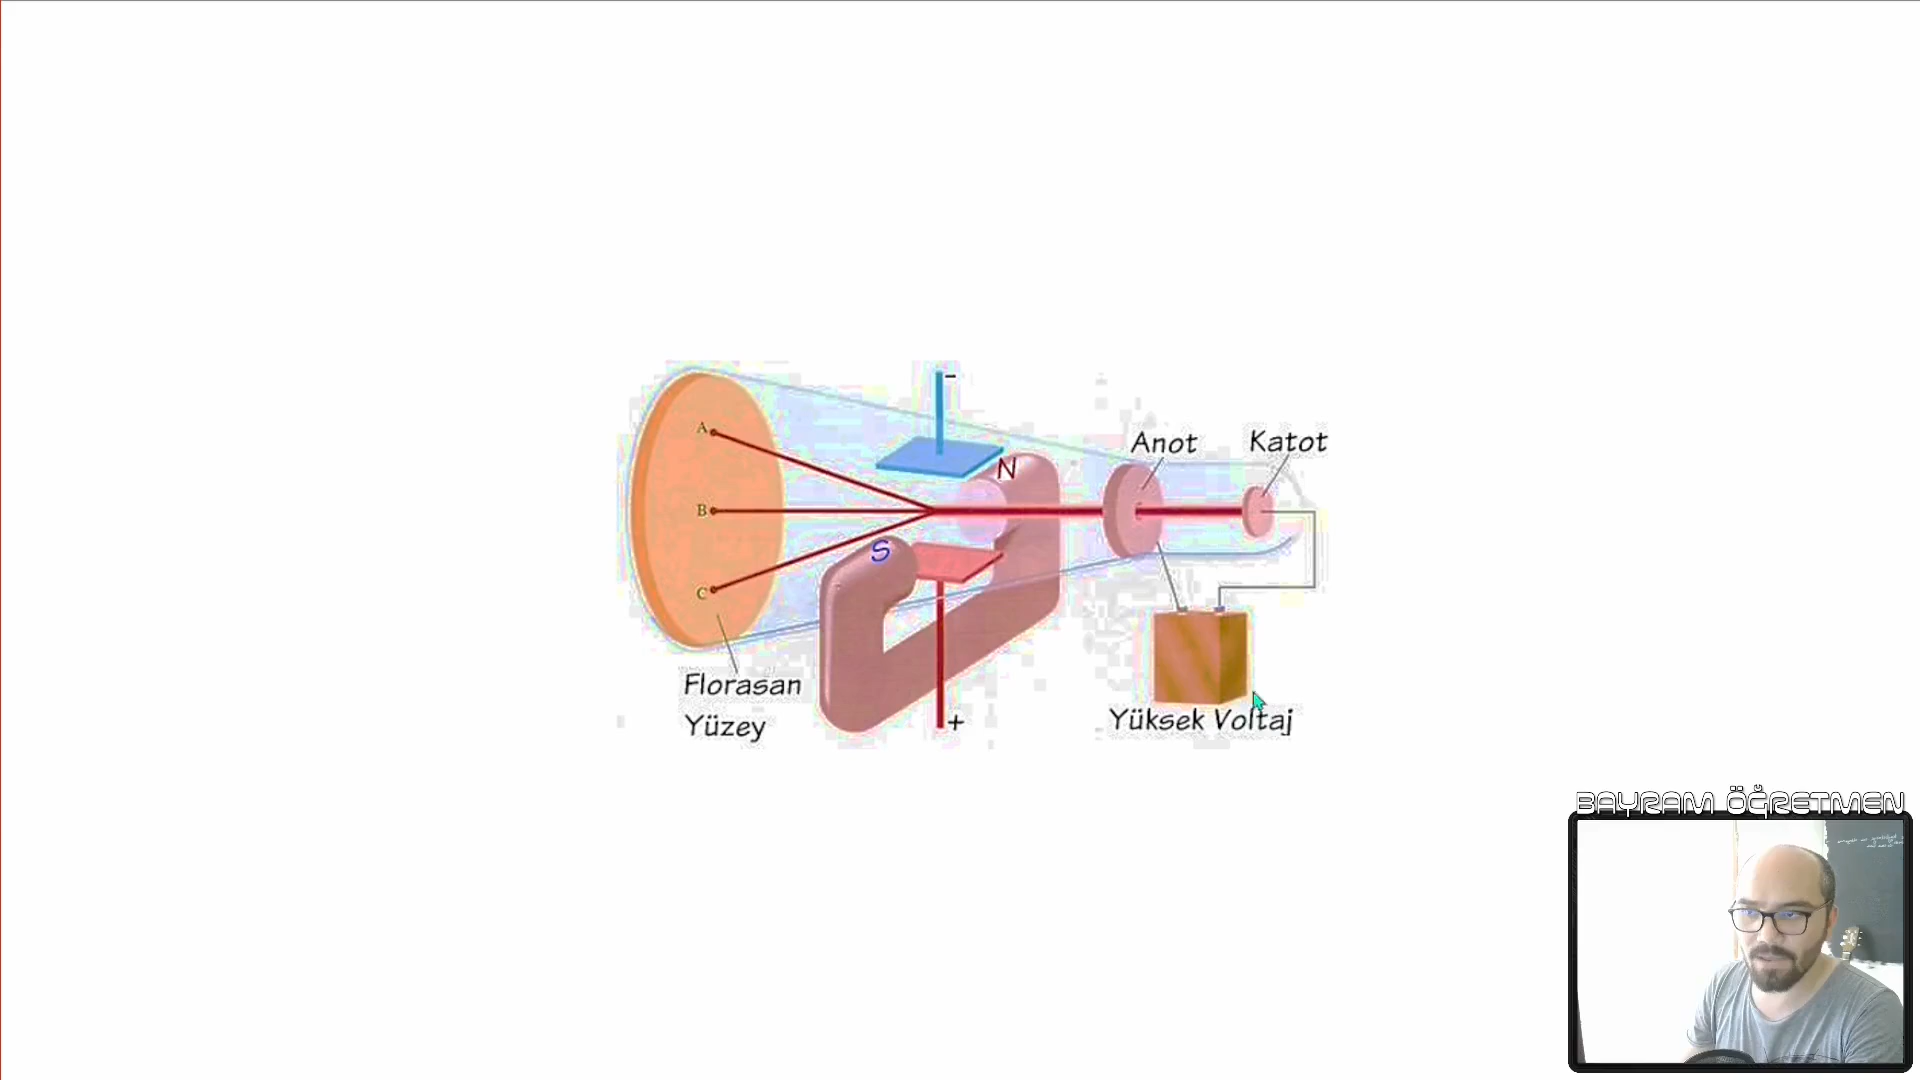 -
A
N
Anot
Katot
B
S
C
Florasan
Yüzey
+
Yüksek Voltaj
BAYRAM ÖĞRETMEN